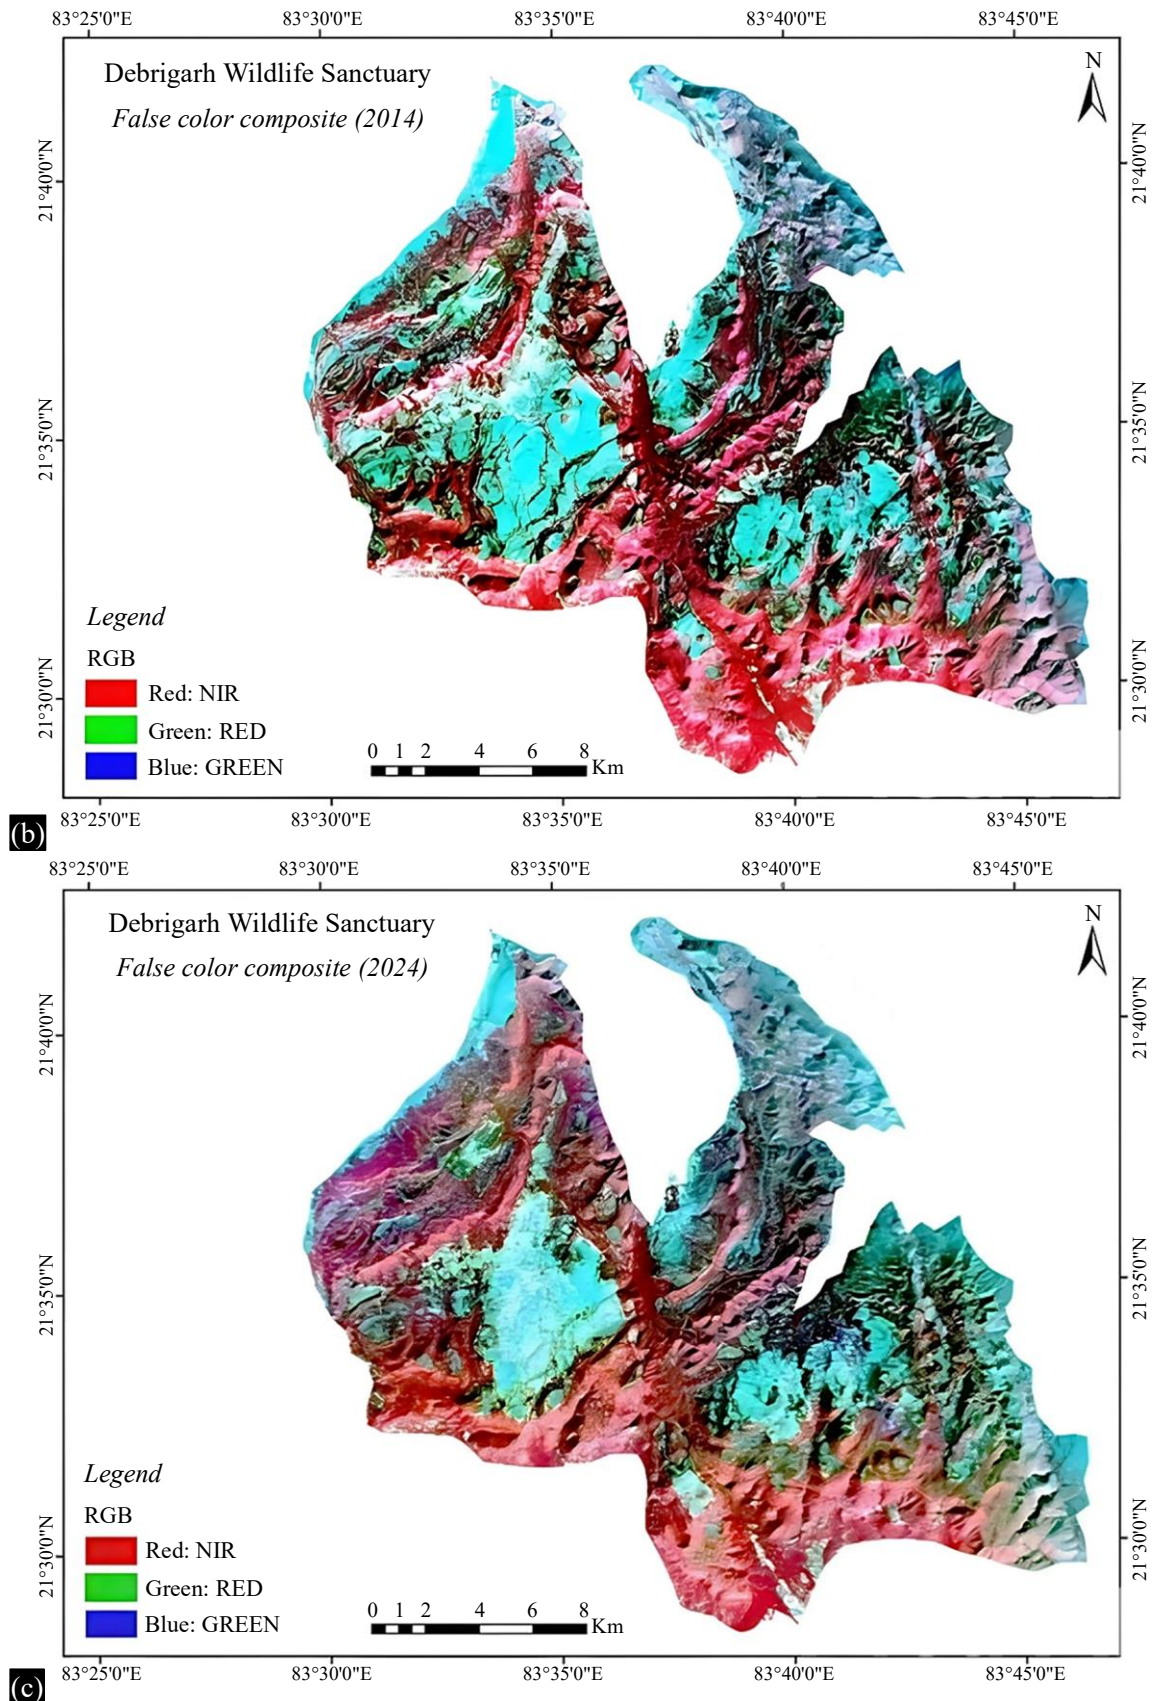 83°25'0"E 83°30'0"E 83°35'0"E 83°40'0"E 83°45'0"E
Debrigarh Wildlife Sanctuary
False color composite (2014)
N
21°40'0"N
21°35'0"N
21°30'0"N
21°40'0"N
21°35'0"N
21°30'0"N
Legend
RGB
Red: NIR
Green: RED
Blue: GREEN
0 1 2 4 6 8
Km
83°25'0"E 83°30'0"E 83°35'0"E 83°40'0"E 83°45'0"E
(b)
83°25'0"E 83°30'0"E 83°35'0"E 83°40'0"E 83°45'0"E
Debrigarh Wildlife Sanctuary
False color composite (2024)
N
21°40'0"N
21°35'0"N
21°30'0"N
21°40'0"N
21°35'0"N
21°30'0"N
Legend
RGB
Red: NIR
Green: RED
Blue: GREEN
0 1 2 4 6 8
Km
83°25'0"E 83°30'0"E 83°35'0"E 83°40'0"E 83°45'0"E
(c)